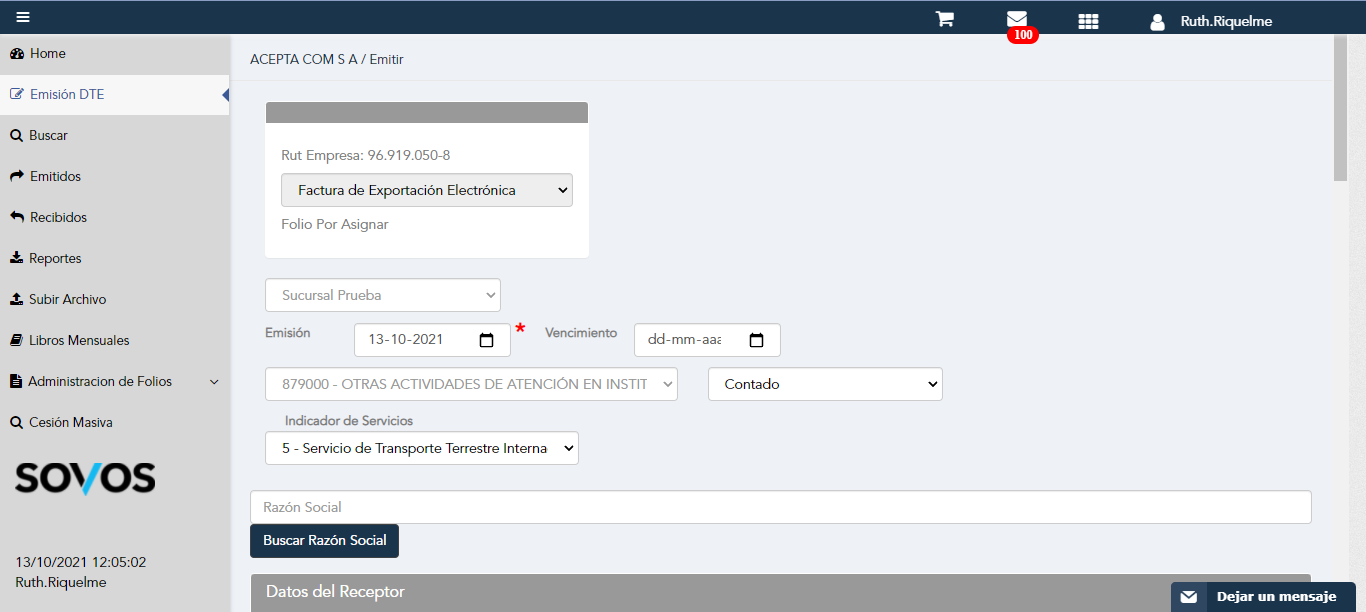 Ruth.Riquelme
100
Home
Emisión DTE
Buscar
Emitidos
Recibidos
Reportes
Subir Archivo
Libros Mensuales
Administracion de Folios
Cesión Masiva
SOVOS
13/10/2021 12:05:02
Ruth.Riquelme
ACEPTA COM S A / Emitir
Rut Empresa: 96.919.050-8
Factura de Exportación Electrónica
Folio Por Asignar
Sucursal Prueba
Emisión 13-10-2021 * Vencimiento dd-mm-aaa
879000 - OTRAS ACTIVIDADES DE ATENCIÓN EN INSTIT Contado
Indicador de Servicios
5 - Servicio de Transporte Terrestre Interna
Razón Social
Buscar Razón Social
Datos del Receptor
Dejar un mensaje